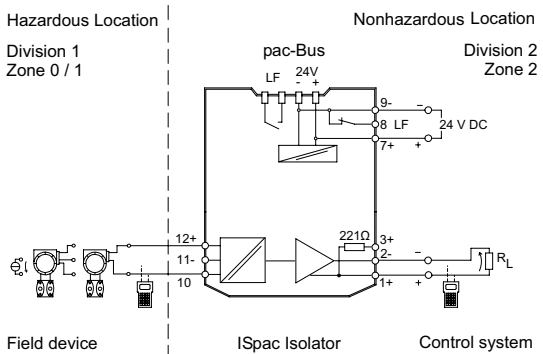 Hazardous Location
Nonhazardous Location
Division 1
Zone 0 / 1
pac-Bus
Division 2
Zone 2
LF
24V
- +
9-
–
8 LF
24 V DC
7+
+
12+
11-
10
221Ω
3+
2-
–
1+
+
RL
Field device
ISpac Isolator
Control system